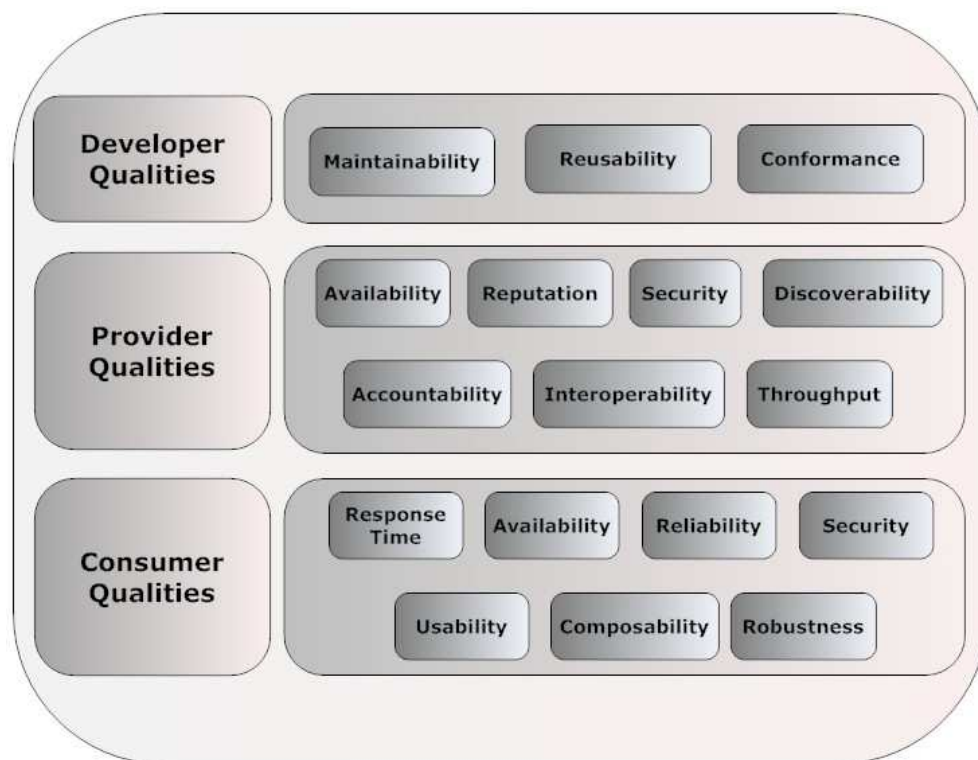 Developer
Qualities
Maintainability
Reusability
Conformance
Provider
Qualities
Availability
Reputation
Security
Discoverability
Accountability
Interoperability
Throughput
Consumer
Qualities
Response
Time
Availability
Reliability
Security
Usability
Composability
Robustness